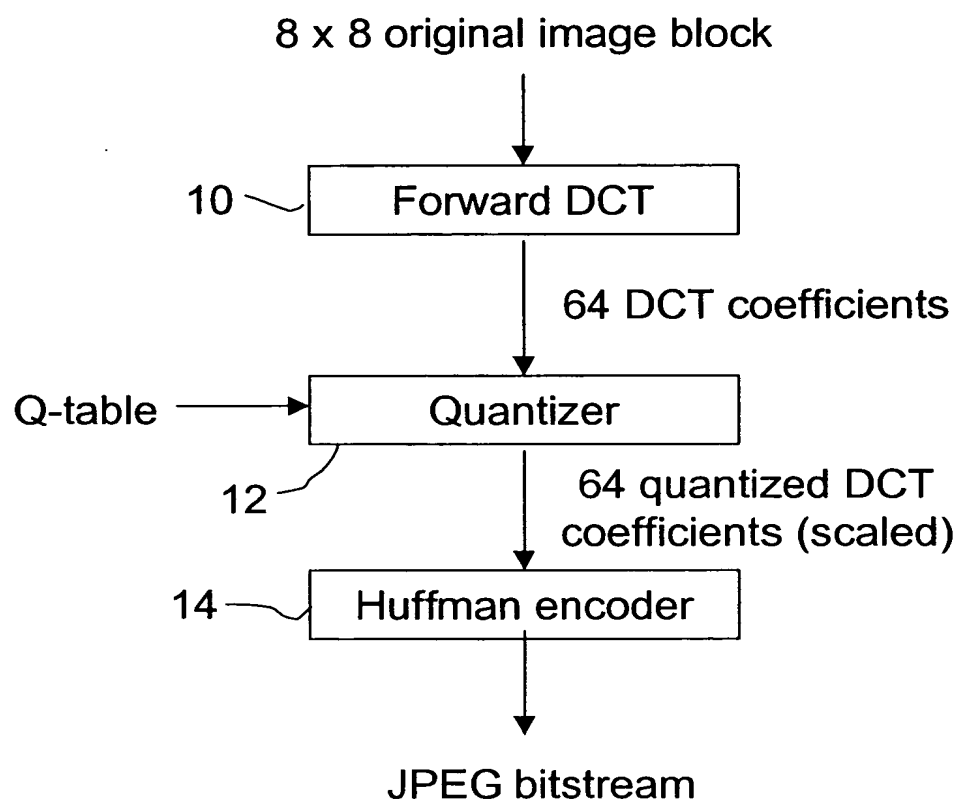 8 x 8 original image block
10
Forward DCT
64 DCT coefficients
Q-table
Quantizer
12
64 quantized DCT
coefficients (scaled)
14
Huffman encoder
JPEG bitstream